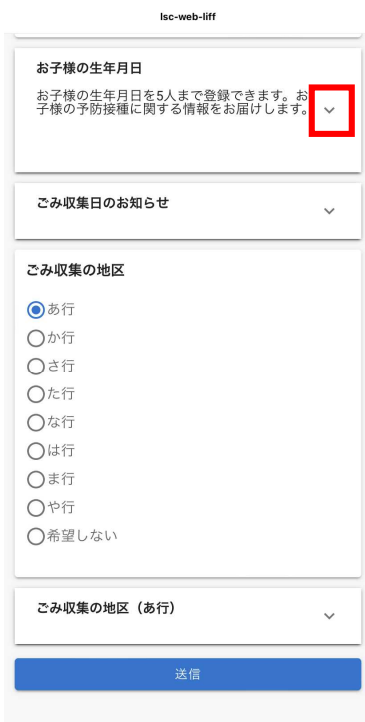 lsc-web-liff
お子様の生年月日
お子様の生年月日を5人まで登録できます。お
子様の予防接種に関する情報をお届けします。
ごみ収集日のお知らせ
ごみ収集の地区
あ行
か行
さ行
た行
な行
は行
ま行
や行
希望しない
ごみ収集の地区（あ行）
送信